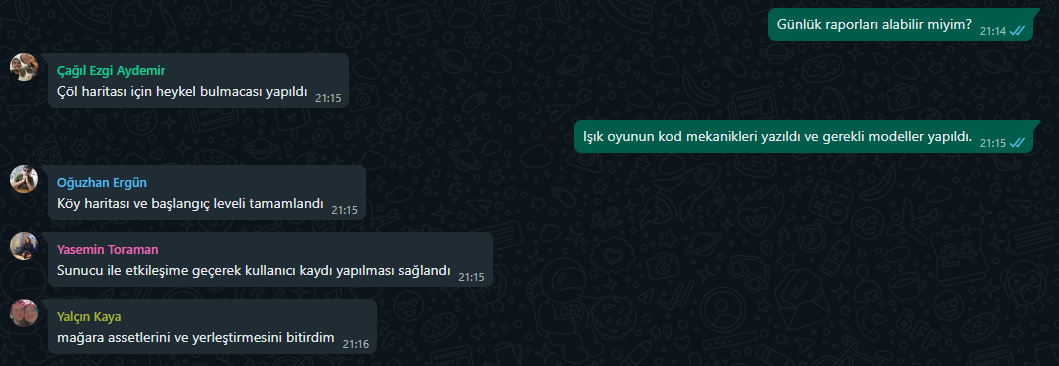 Günlük raporları alabilir miyim? 21:14
Çağıl Ezgi Aydemir
Çöl haritası için heykel bulmacası yapıldı 21:15
Işık oyunun kod mekanikleri yazıldı ve gerekli modeller yapıldı. 21:15
Oğuzhan Ergün
Köy haritası ve başlangıç leveli tamamlandı 21:15
Yasemin Toraman
Sunucu ile etkileşime geçerek kullanıcı kaydı yapılması sağlandı 21:15
Yalçın Kaya
mağara assetlerini ve yerleştirmesini bitirdim 21:16